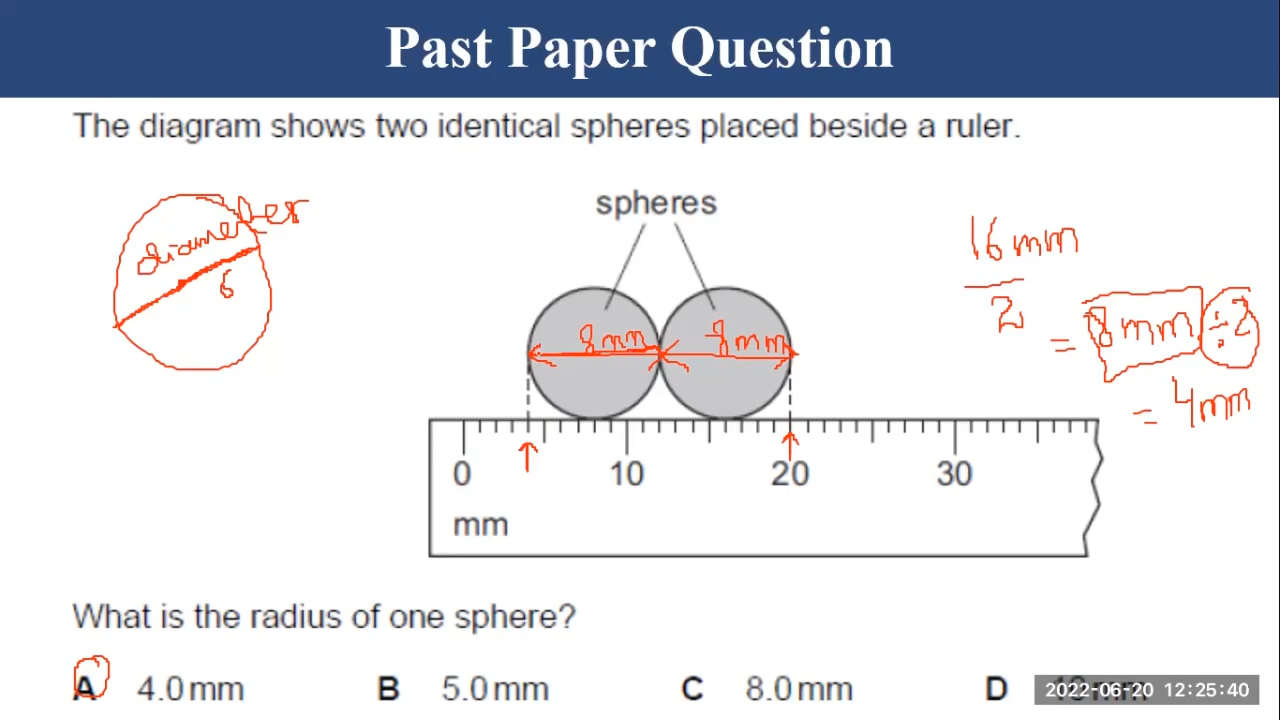 Past Paper Question
The diagram shows two identical spheres placed beside a ruler.
spheres
diameter
6
8mm 8mm
16mm
2
= 8mm ÷2
= 4mm
0 10 20 30
mm
What is the radius of one sphere?
A 4.0 mm B 5.0 mm C 8.0 mm D
2022-06-20 12:25:40